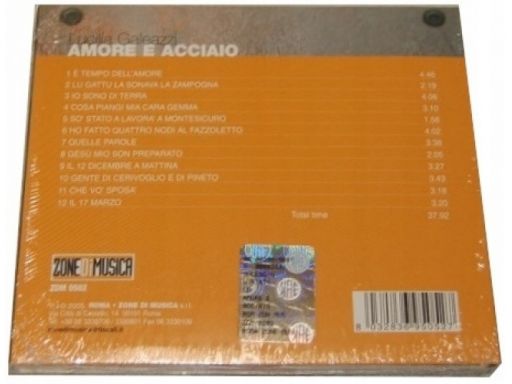 Lucilla Galeazzi
AMORE E ACCIAIO
1 È TEMPO DELL'AMORE 4.46
2 LU GATTU LA SONAVA LA ZAMPOGNA 2.19
3 IO SONO DI TERRA 4.06
4 COSA PIANGI MIA CARA GEMMA 3.10
5 SO' STATO A LAVORA' A MONTESICURO 1.56
6 HO FATTO QUATTRO NODI AL FAZZOLETTO 4.02
7 QUELLE PAROLE 3.38
8 GESÙ MIO SON PREPARATO 2.05
9 IL 12 DICEMBRE A MATTINA 3.27
10 GENTE DI CERIVOGLIO E DI PINETO 3.43
11 CHE VO' SPOSA' 3.18
12 IL 17 MARZO 3.20
Total time 37.92
ZONE DI MUSICA
ZDM 0502
2005 ROMA - ZONE DI MUSICA s.r.l.
SIAE